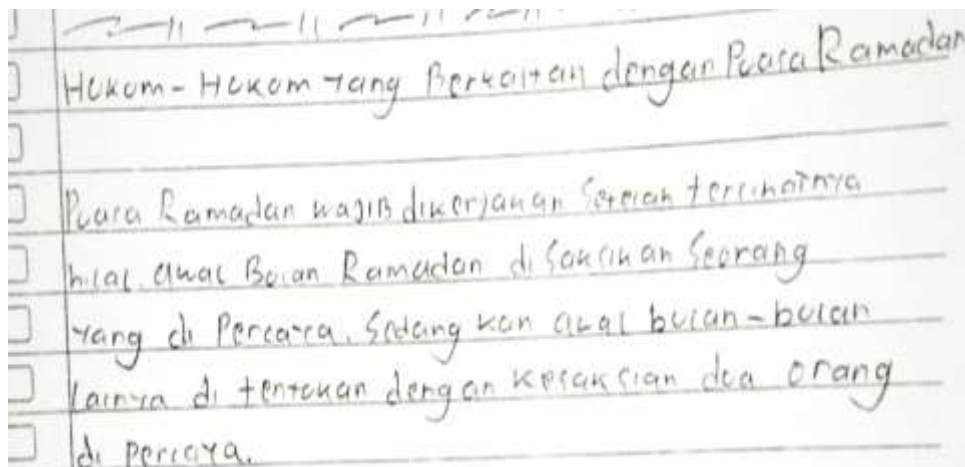 Hukum-Hukum Yang Berkaitan dengan Puasa Ramadan
Puasa Ramadan wajib dikerjakan Setelah terlihatnya
hilal. awal Bulan Ramadan di Saksikan Seorang
Yang di Percaya. Sedang kan awal bulan-bulan
Lainya di tentukan dengan kesaksian dua orang
di percaya.